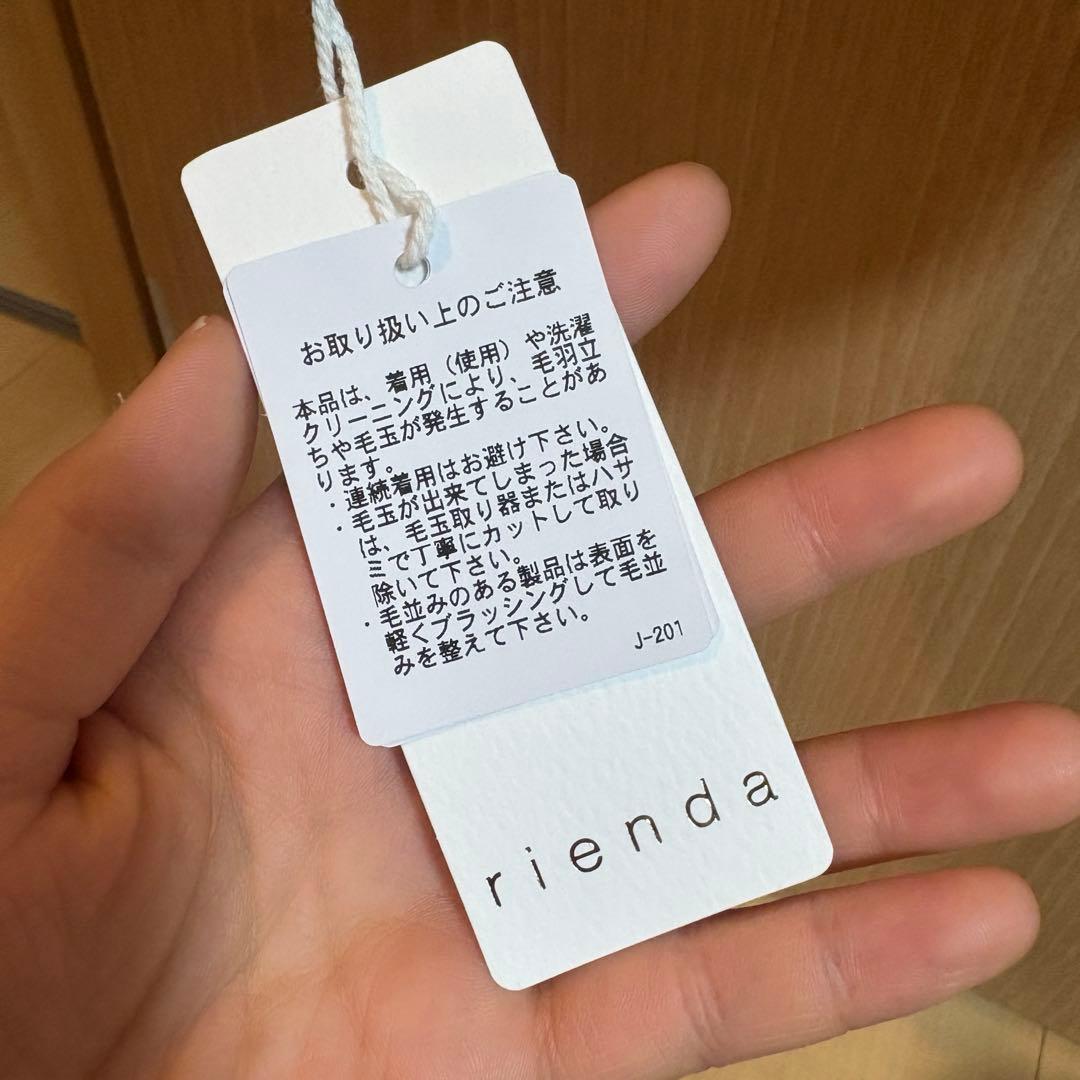 お取り扱い上のご注意
本品は、着用（使用）や洗濯
クリーニングにより、毛羽立
ちや毛玉が発生することがあ
ります。
・連続着用はお避け下さい。
・毛玉が出来てしまった場合
は、毛玉取り器またはハサ
ミで丁寧にカットして取り
除いて下さい。
・毛並みのある製品は表面を
軽くブラッシングして毛並
みを整えて下さい。
J-201
rienda